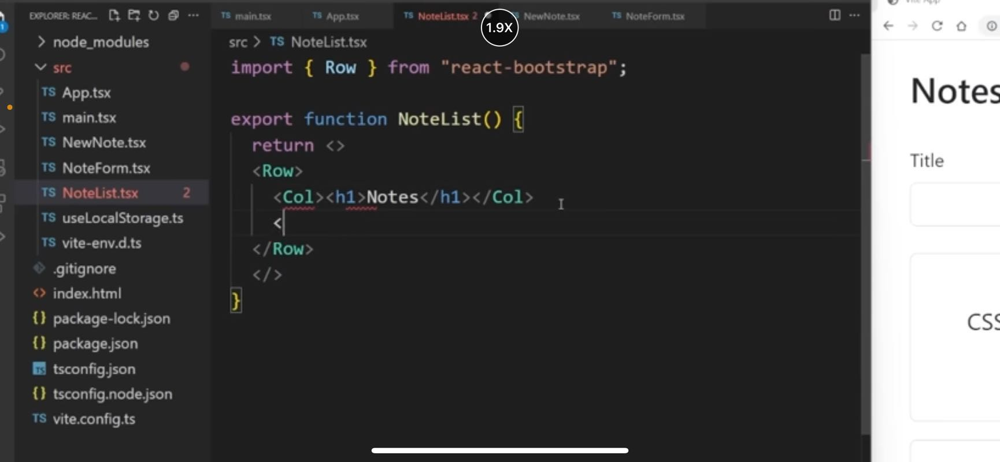 EXPLORER: REAC...
node_modules
src
TS App.tsx
TS main.tsx
TS NewNote.tsx
TS NoteForm.tsx
TS NoteList.tsx 2
TS useLocalStorage.ts
TS vite-env.d.ts
.gitignore
<> index.html
{} package-lock.json
{} package.json
TS tsconfig.json
{} tsconfig.node.json
TS vite.config.ts
1
TS main.tsx TS App.tsx TS NoteList.tsx 2 NewNote.tsx TS NoteForm.tsx
1.9X
src > TS NoteList.tsx
import { Row } from "react-bootstrap";
export function NoteList() {
return <>
<Row>
<Col><h1>Notes</h1></Col>
<
</Row>
</>
}
Vite App
Notes
Title
CSS